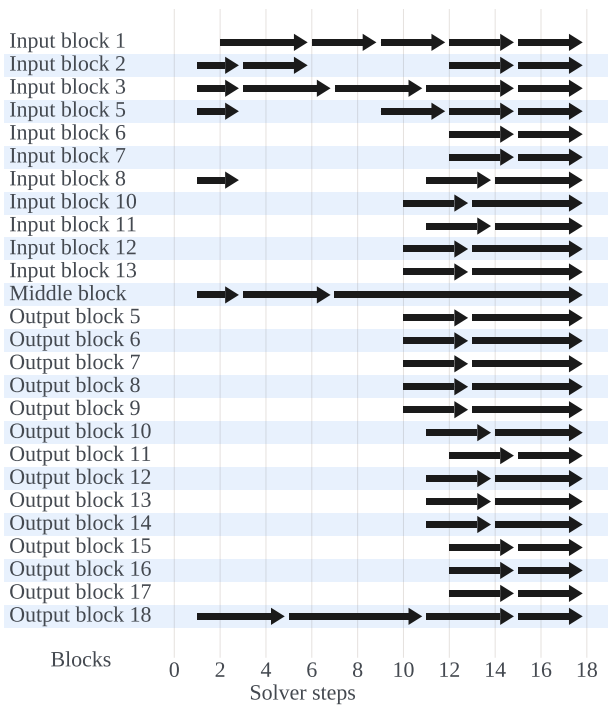 Input block 1
Input block 2
Input block 3
Input block 5
Input block 6
Input block 7
Input block 8
Input block 10
Input block 11
Input block 12
Input block 13
Middle block
Output block 5
Output block 6
Output block 7
Output block 8
Output block 9
Output block 10
Output block 11
Output block 12
Output block 13
Output block 14
Output block 15
Output block 16
Output block 17
Output block 18
Blocks
0 2 4 6 8 10 12 14 16 18
Solver steps